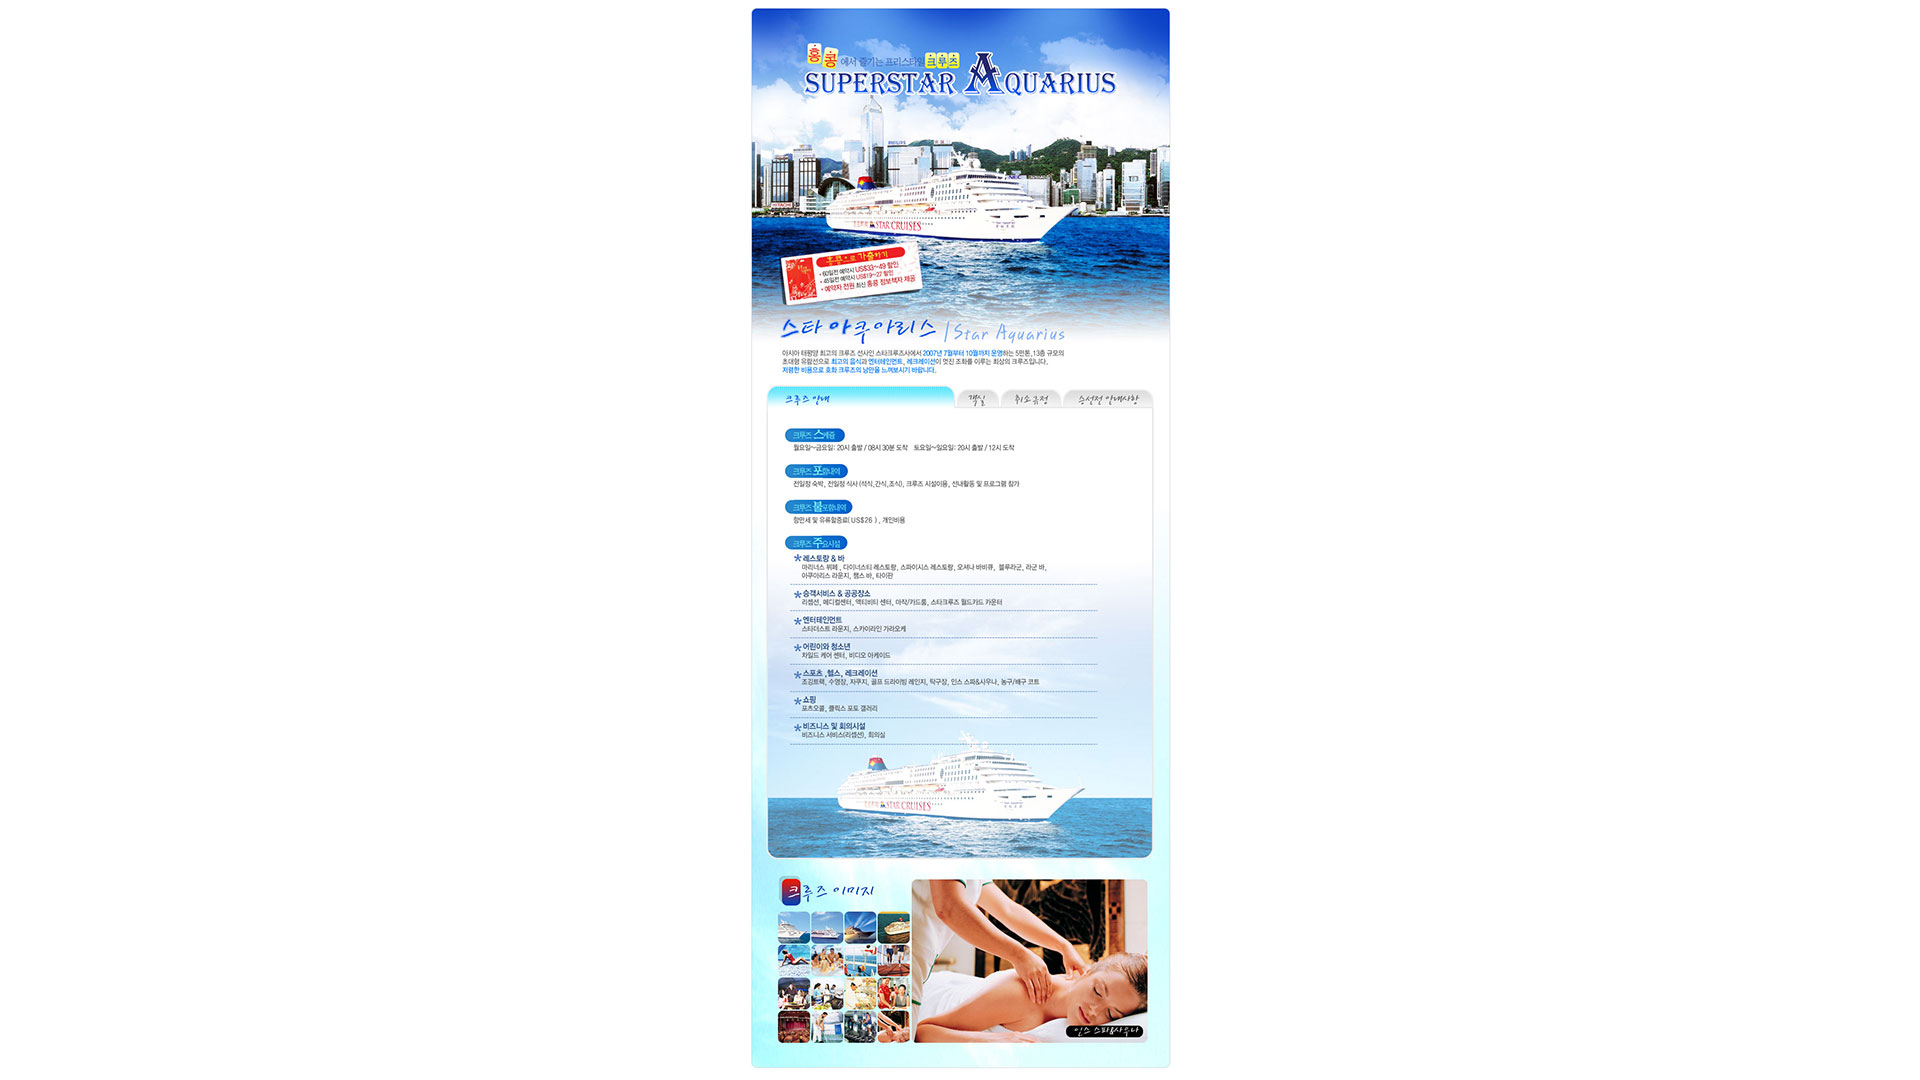 홍콩에서 즐기는 프리스타일 크루즈
SUPERSTAR AQUARIUS
HITACHI
PHILIPS
NEC
STAR CRUISES
홍콩으로 가출하기
• 60일전 예약시 US$33~49 할인
• 45일전 예약시 US$19~27 할인
• 예약자 전원 최신 홍콩 정보책자 제공
스타 아쿠아리스 | Star Aquarius
아시아 태평양 최고의 크루즈 선사인 스타크루즈사에서 2007년 7월부터 10월까지 운영하는 5만톤,13층 규모의
초대형 유람선으로 최고의 음식과 엔터테인먼트, 레크레이션이 멋진 조화를 이루는 최상의 크루즈입니다.
저렴한 비용으로 호화 크루즈의 낭만을 느껴보시기 바랍니다.
크루즈 안내 객실 취소규정 승선전 안내사항
크루즈 스케줄
월요일~금요일: 20시 출발 / 08시 30분 도착 토요일~일요일: 20시 출발 / 12시 도착
크루즈 포함내역
전일정 숙박, 전일정 식사 (석식,간식,조식), 크루즈 시설이용, 선내활동 및 프로그램 참가
크루즈 불포함내역
항만세 및 유류할증료( US$26 ) , 개인비용
크루즈 주요시설
* 레스토랑 & 바
마리너스 뷔페 , 다이너스티 레스토랑, 스파이시스 레스토랑, 오셔나 바비큐, 블루라군, 라군 바,
아쿠아리스 라운지, 챔스 바, 타이판
* 승객서비스 & 공공장소
리셉션, 메디컬센터, 액티비티 센터, 마작/카드룸, 스타크루즈 월드카드 카운터
* 엔터테인먼트
스타더스트 라운지, 스카이라인 가라오케
* 어린이와 청소년
차일드 케어 센터, 비디오 아케이드
* 스포츠 ,헬스, 레크레이션
조깅트랙, 수영장, 자쿠지, 골프 드라이빙 레인지, 탁구장, 인스 스파&사우나, 농구/배구 코트
* 쇼핑
포츠오콜, 클릭스 포토 갤러리
* 비즈니스 및 회의시설
비즈니스 서비스(리셉션), 회의실
STAR CRUISES
크루즈 이미지
인스 스파&사우나